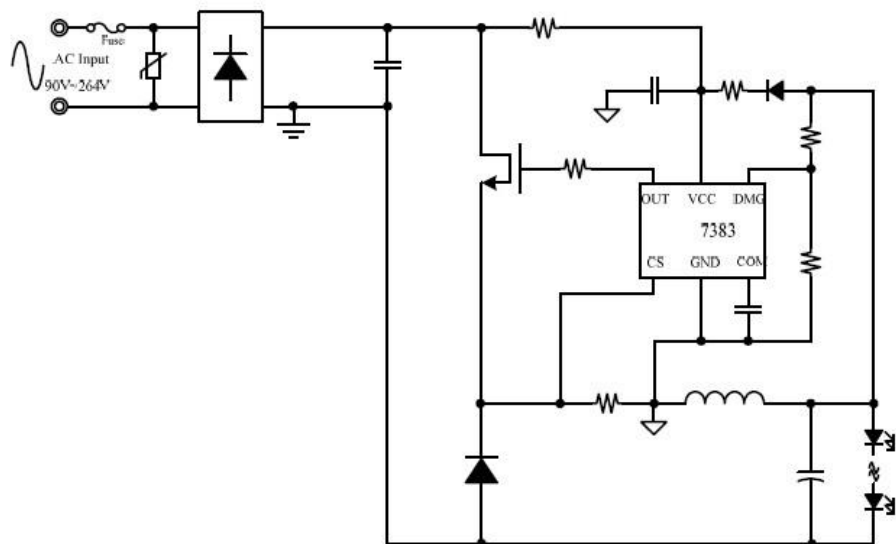 Fuse
AC Input
90V~264V
OUT VCC DMG
7383
CS GND COM